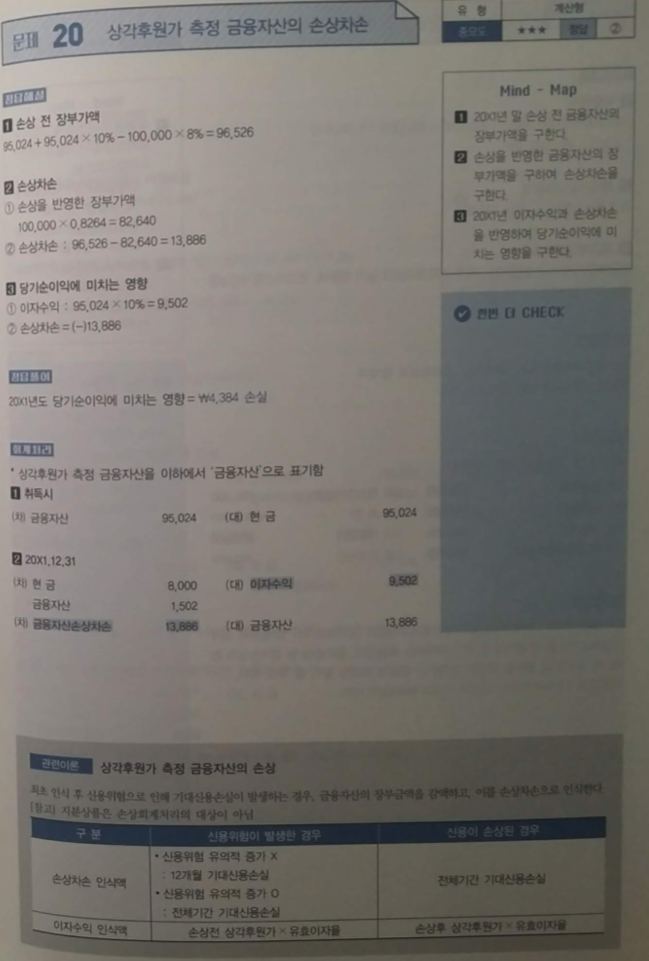 문제 20 상각후원가 측정 금융자산의 손상차손
유 형 계산형
중요도 ★★★ 정답 ②
정답해설
1 손상 전 장부가액
95,024+95,024×10%-100,000×8%=96,526
2 손상차손
① 손상을 반영한 장부가액
100,000×0.8264=82,640
② 손상차손 : 96,526-82,640=13,886
3 당기순이익에 미치는 영향
① 이자수익 : 95,024×10%=9,502
② 손상차손=(-)13,886
정답풀이
20X1년도 당기순이익에 미치는 영향=₩4,384 손실
회계처리
* 상각후원가 측정 금융자산을 이하에서 '금융자산'으로 표기함
1 취득시
(차) 금융자산 95,024 (대) 현 금 95,024
2 20X1.12.31
(차) 현 금 8,000 (대) 이자수익 9,502
금융자산 1,502
(차) 금융자산손상차손 13,886 (대) 금융자산 13,886
Mind - Map
1 20X1년 말 손상 전 금융자산의
장부가액을 구한다.
2 손상을 반영한 금융자산의 장
부가액을 구하여 손상차손을
구한다.
3 20X1년 이자수익과 손상차손
을 반영하여 당기순이익에 미
치는 영향을 구한다.
한번 더 CHECK
관련이론 상각후원가 측정 금융자산의 손상
최초 인식 후 신용위험으로 인해 기대신용손실이 발생하는 경우, 금융자산의 장부금액을 감액하고, 이를 손상차손으로 인식한다.
[참고] 지분상품은 손상회계처리의 대상이 아님
구 분 신용위험이 발생한 경우 신용이 손상된 경우
손상차손 인식액
• 신용위험 유의적 증가 X
: 12개월 기대신용손실
• 신용위험 유의적 증가 O
: 전체기간 기대신용손실
전체기간 기대신용손실
이자수익 인식액 손상전 상각후원가×유효이자율 손상후 상각후원가×유효이자율